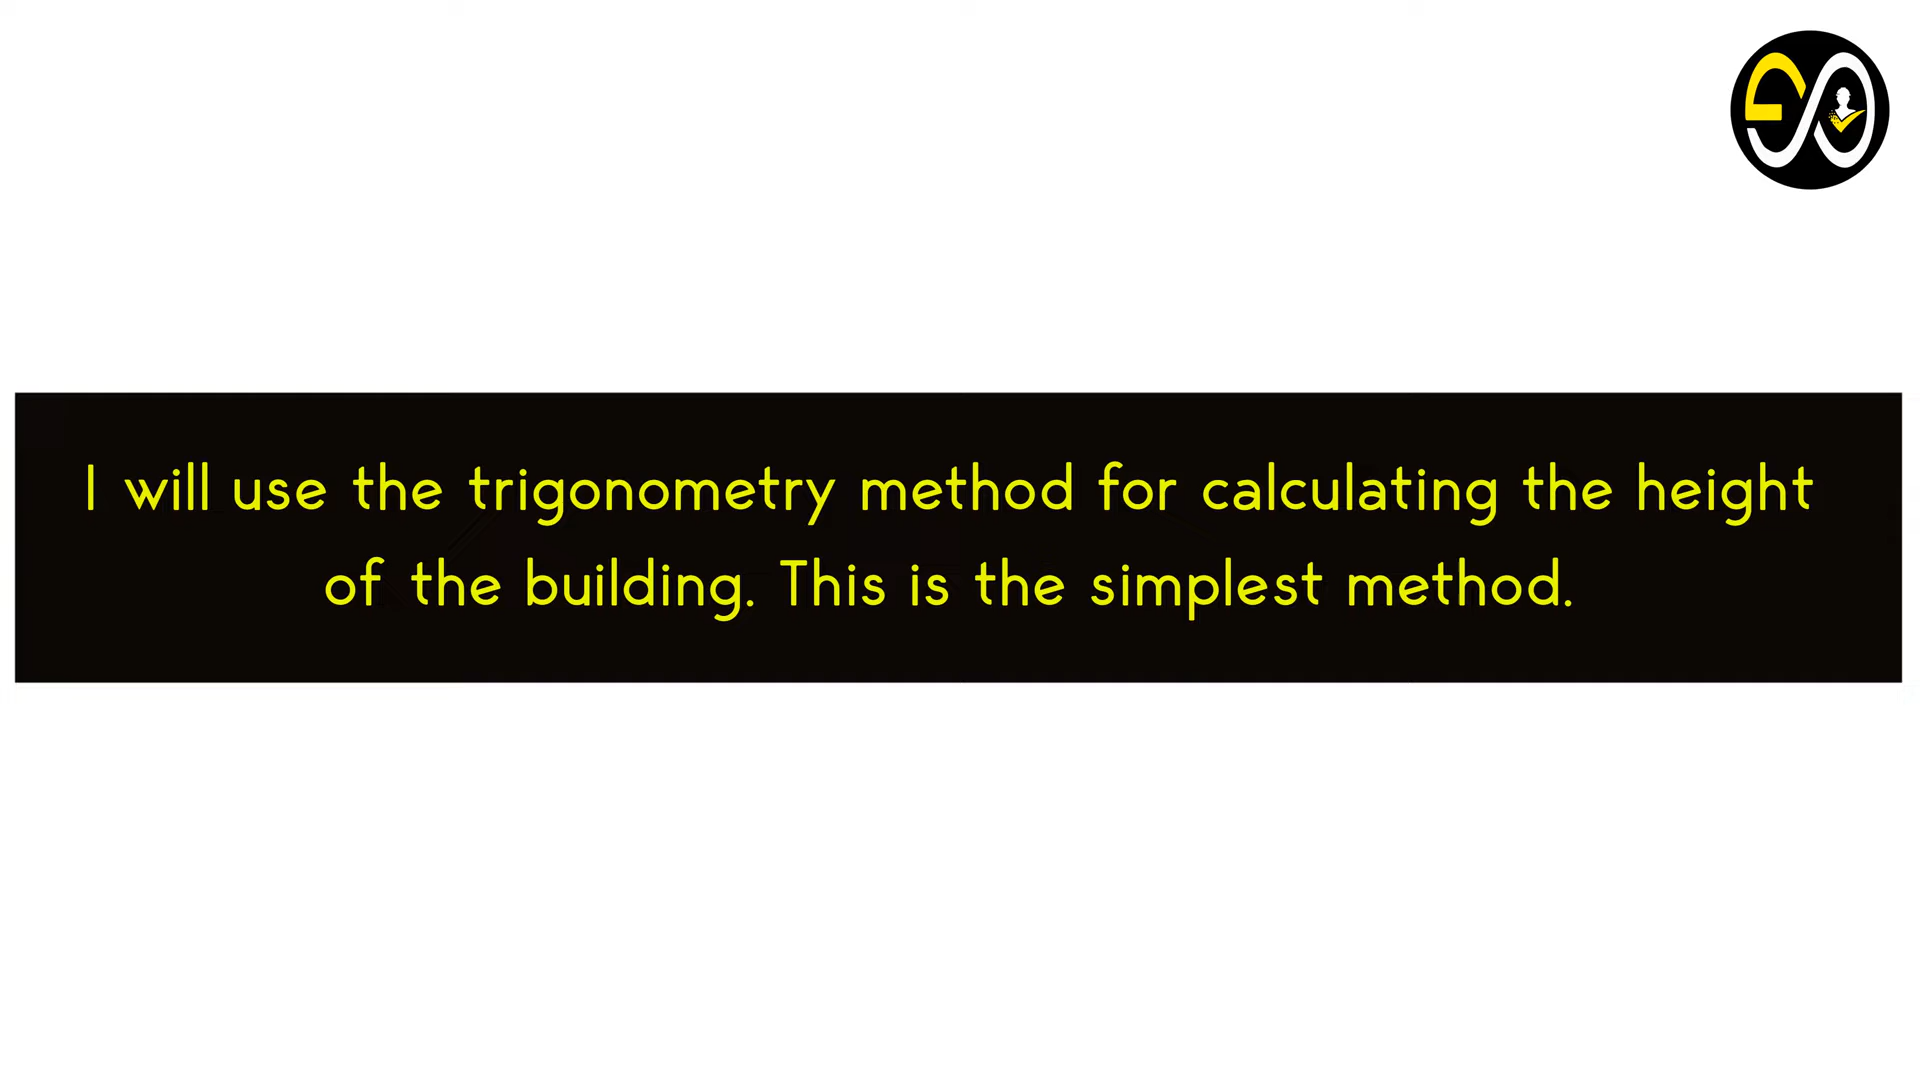 I will use the trigonometry method for calculating the height
of the building. This is the simplest method.